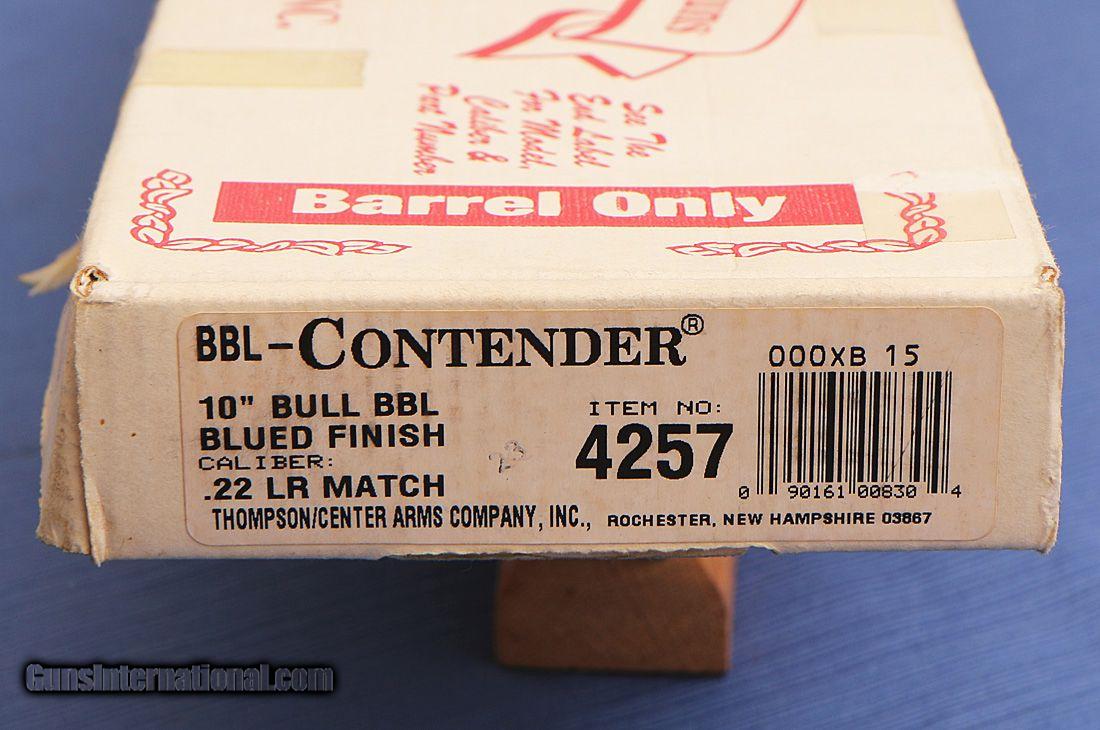 INC.
See The
End Label
For Model,
Caliber &
Part Number
Barrel Only
BBL-CONTENDER®
10" BULL BBL
BLUED FINISH
CALIBER:
.22 LR MATCH
ITEM NO:
4257
23
000XB 15
0 90161 00830 4
THOMPSON/CENTER ARMS COMPANY, INC., ROCHESTER, NEW HAMPSHIRE 03867
GunsInternational.com